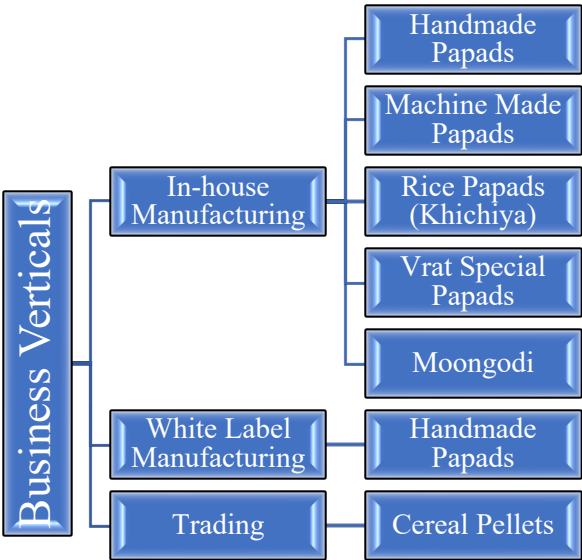 Business Verticals
In-house
Manufacturing
Handmade
Papads
Machine Made
Papads
Rice Papads
(Khichiya)
Vrat Special
Papads
Moongodi
White Label
Manufacturing
Handmade
Papads
Trading
Cereal Pellets